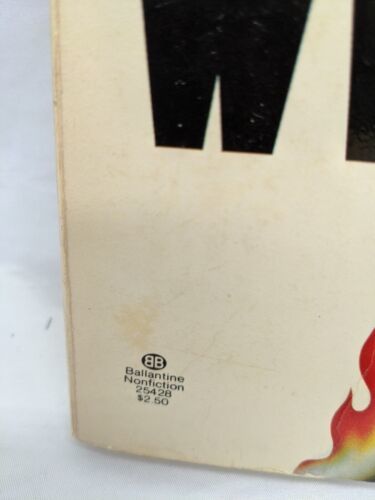 W
BB
Ballantine
Nonfiction
25428
$2.50